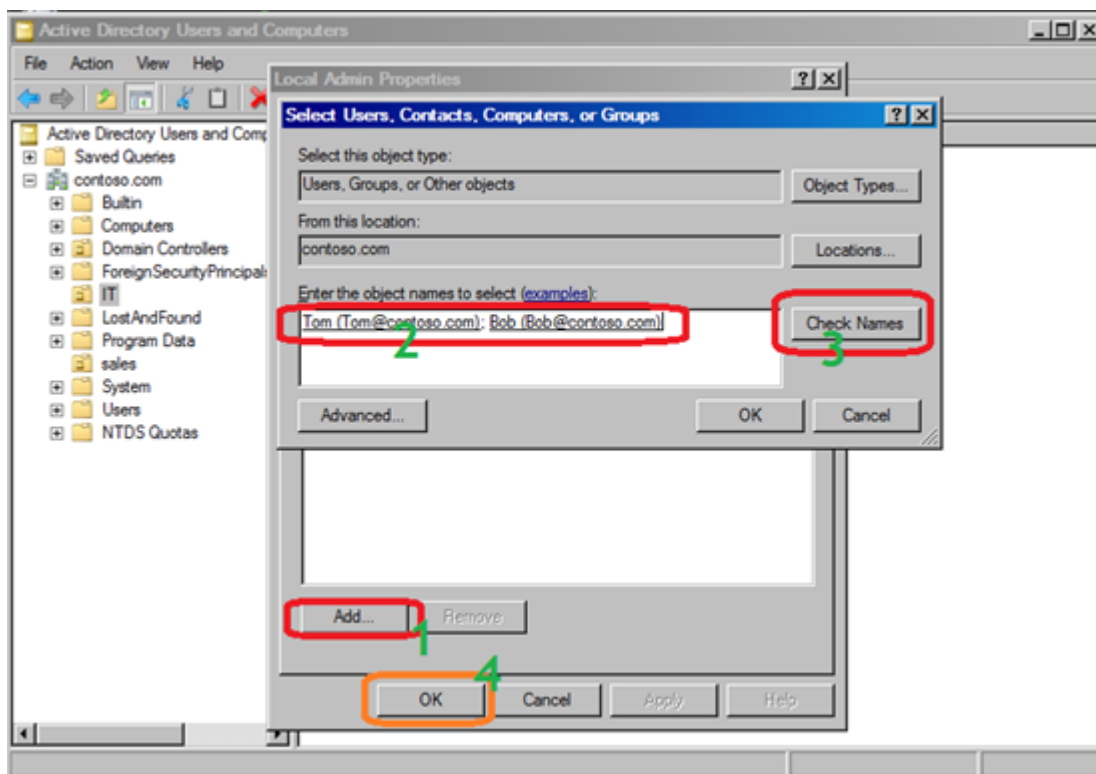 Active Directory Users and Computers
File Action View Help
Local Admin Properties
Select Users, Contacts, Computers, or Groups
Active Directory Users and Comp
Saved Queries
contoso.com
Builtin
Computers
Domain Controllers
ForeignSecurityPrincipals
IT
LostAndFound
Program Data
sales
System
Users
NTDS Quotas
Select this object type:
Users, Groups, or Other objects
Object Types...
From this location:
contoso.com
Locations...
Enter the object names to select (examples):
Tom (Tom@contoso.com); Bob (Bob@contoso.com)
2
Check Names
3
Advanced... OK Cancel
Add... Remove
1
4
OK Cancel Apply Help